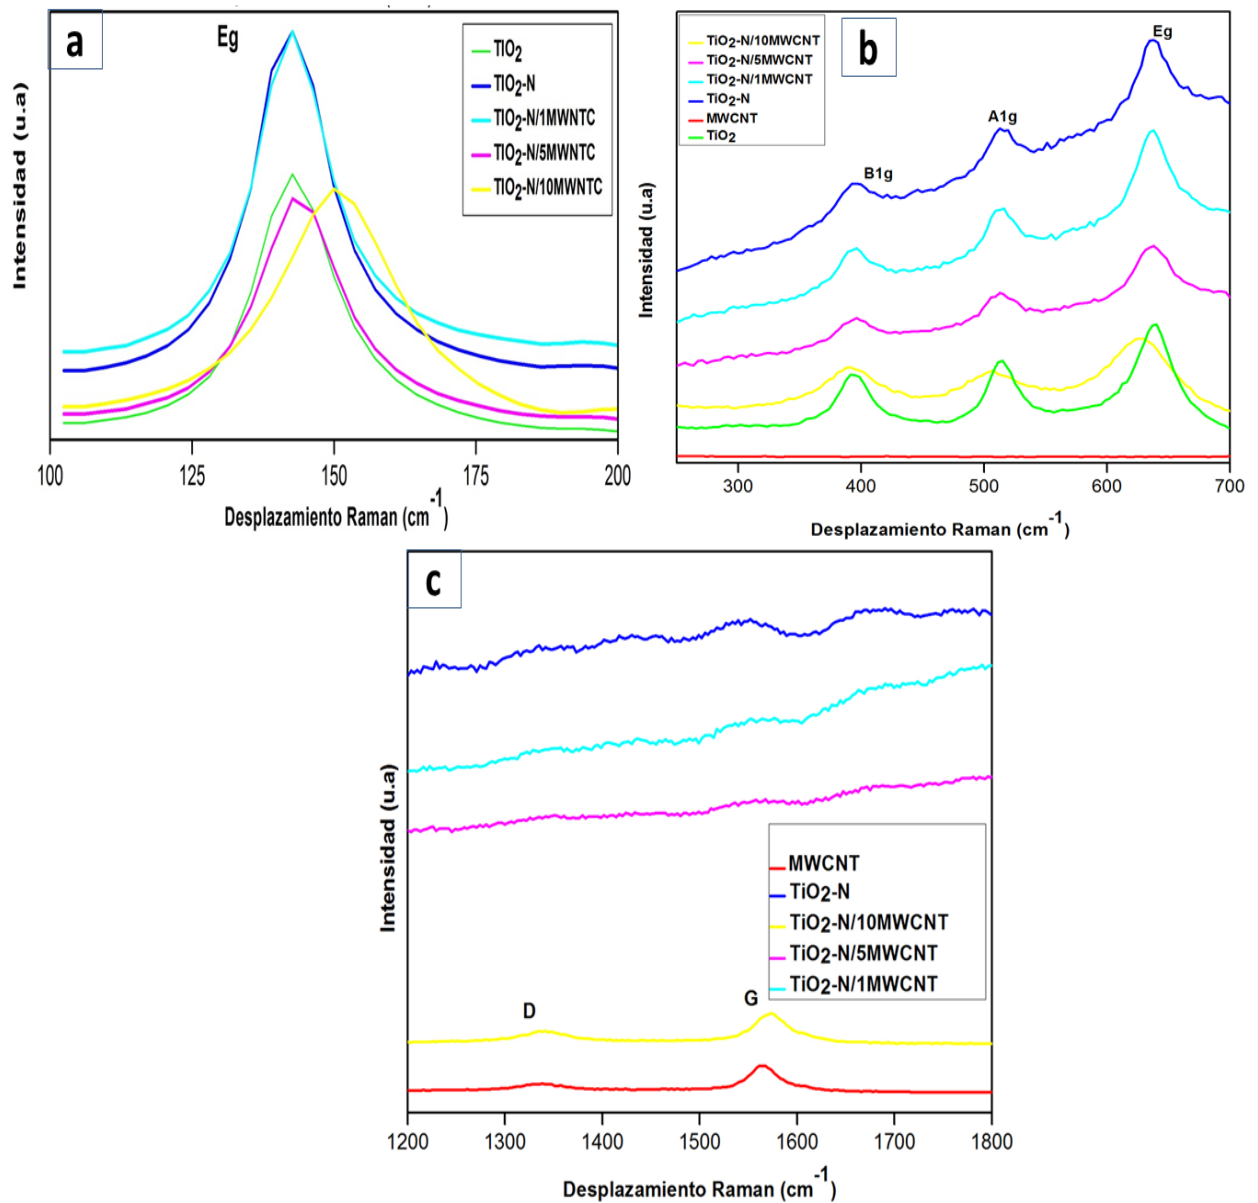 a
Eg
TIO2
TIO2-N
TIO2-N/1MWNTC
TIO2-N/5MWNTC
TIO2-N/10MWNTC
Intensidad (u.a)
100 125 150 175 200
Desplazamiento Raman (cm-1)
b
TiO2-N/10MWCNT
TiO2-N/5MWCNT
TiO2-N/1MWCNT
TiO2-N
MWCNT
TiO2
B1g
A1g
Eg
Intensidad (u.a)
300 400 500 600 700
Desplazamiento Raman (cm-1)
c
MWCNT
TiO2-N
TiO2-N/10MWCNT
TiO2-N/5MWCNT
TiO2-N/1MWCNT
D
G
Intensidad (u.a)
1200 1300 1400 1500 1600 1700 1800
Desplazamiento Raman (cm-1)